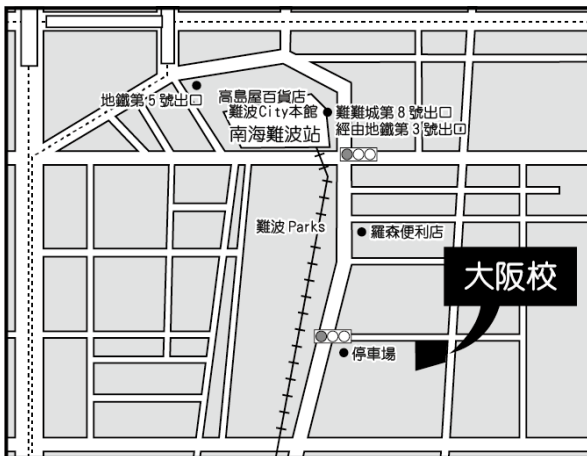 地鐵第5號出口
高島屋百貨店
難波City本館
南海難波站
難難城第8號出口
經由地鐵第3號出口
難波Parks
羅森便利店
大阪校
停車場